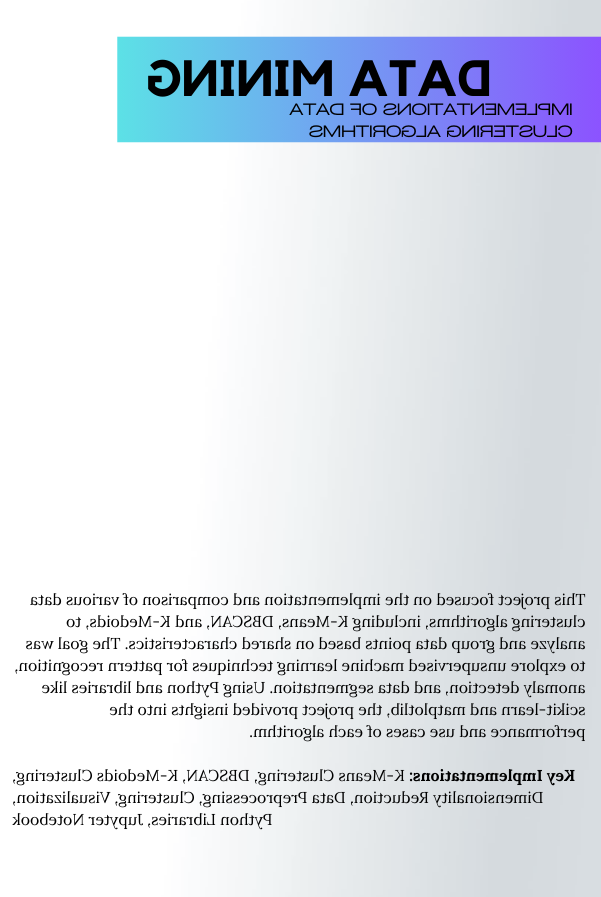 DATA MINING
IMPLEMENTATIONS OF DATA
CLUSTERING ALGORITHMS
This project focused on the implementation and comparison of various data
clustering algorithms, including K-Means, DBSCAN, and K-Medoids, to
analyze and group data points based on shared characteristics. The goal was
to explore unsupervised machine learning techniques for pattern recognition,
anomaly detection, and data segmentation. Using Python and libraries like
scikit-learn and matplotlib, the project provided insights into the
performance and use cases of each algorithm.
Key Implementations: K-Means Clustering, DBSCAN, K-Medoids Clustering,
Dimensionality Reduction, Data Preprocessing, Clustering, Visualization,
Python Libraries, Jupyter Notebook